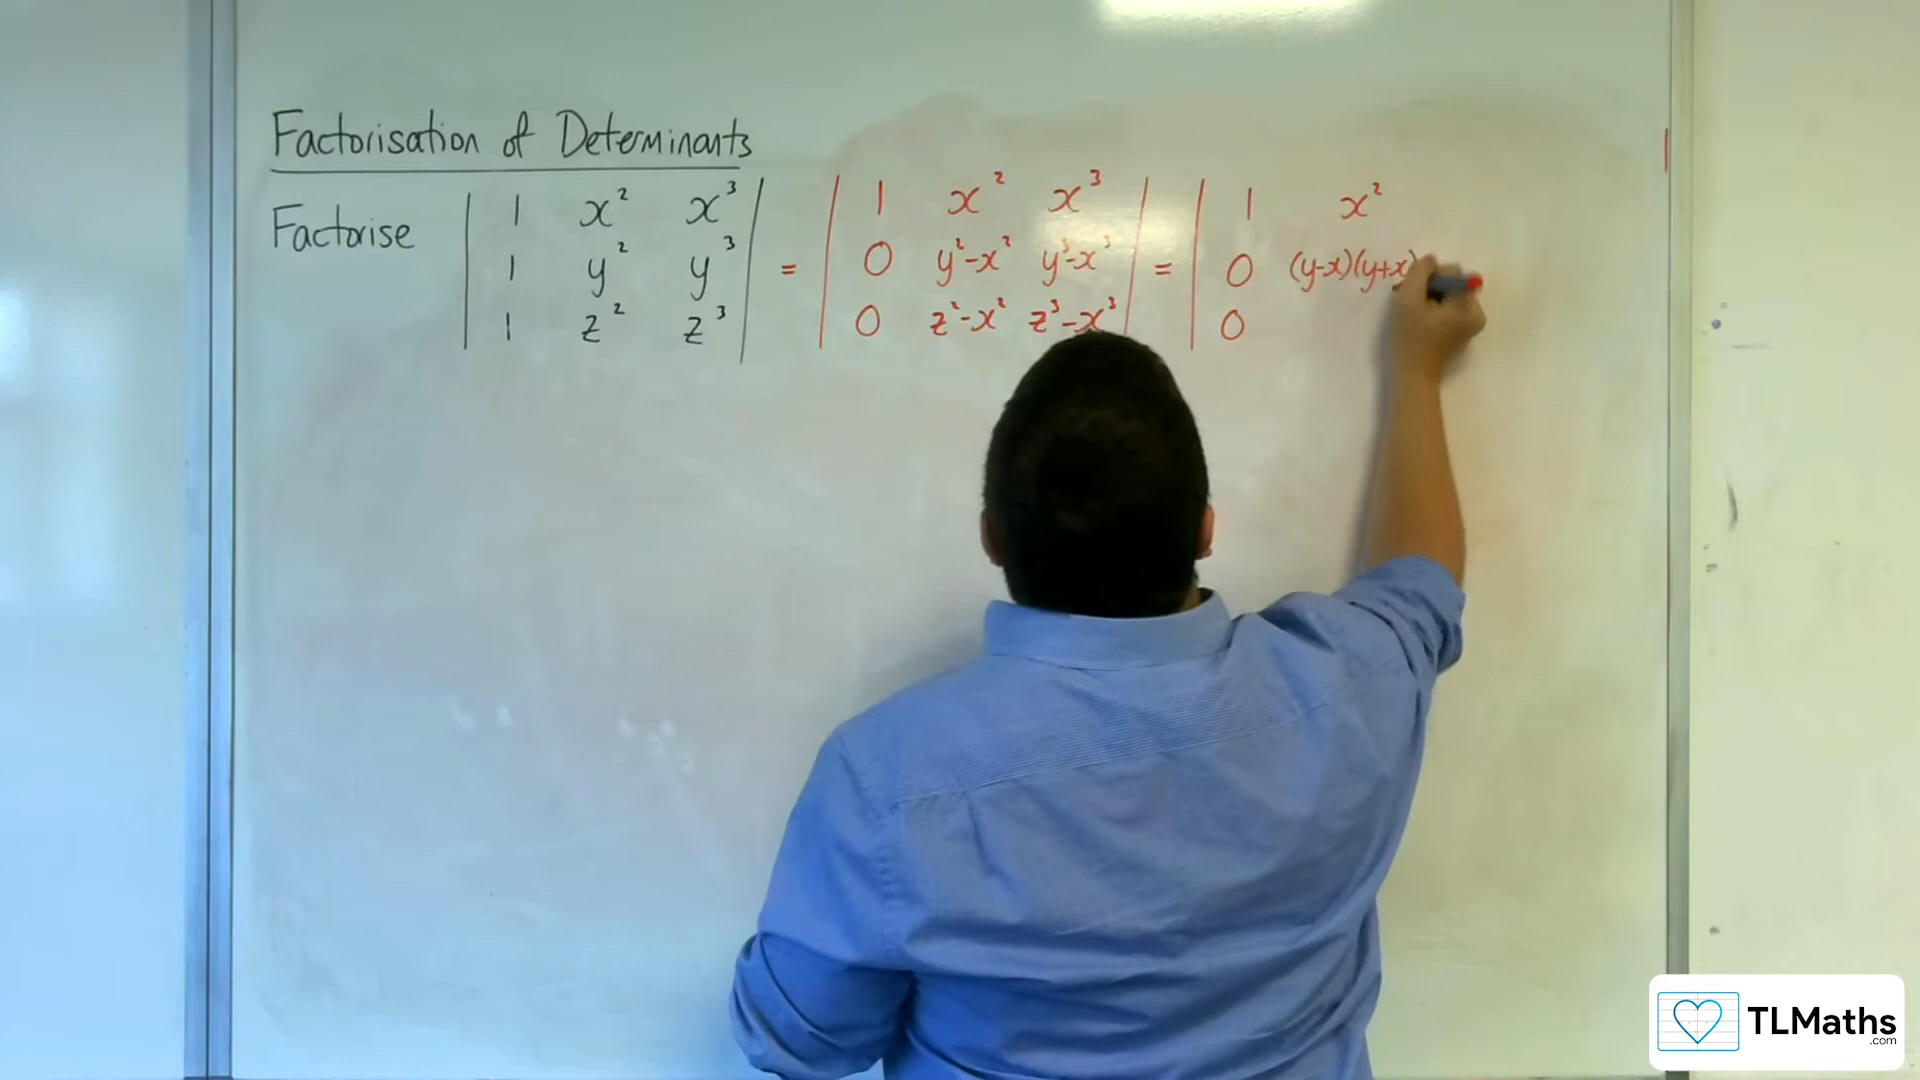 Factorisation of Determinants
Factorise | 1 x² x³ | = | 1 x² x³ | = | 1 x²
| 1 y² y³ | | 0 y²-x² y³-x³ | | 0 (y-x)(y+x)
| 1 z² z³ | | 0 z²-x² z³-x³ | | 0
TLMaths
.com